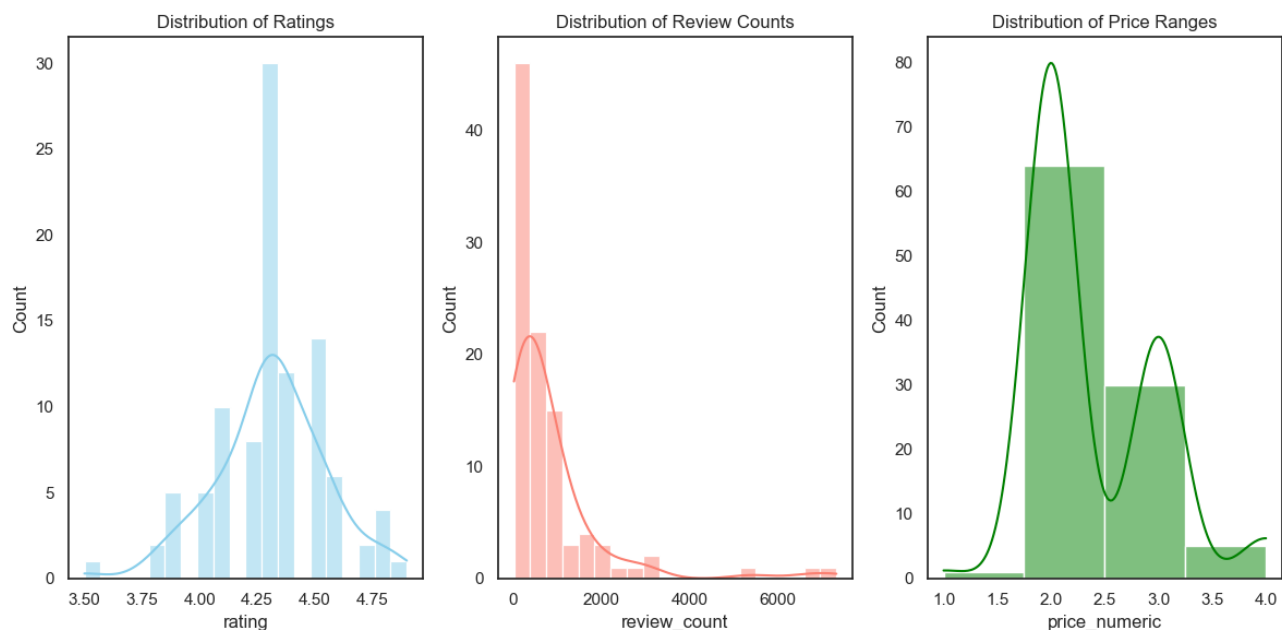 Distribution of Ratings
Count
30
25
20
15
10
5
0
3.50 3.75 4.00 4.25 4.50 4.75
rating
Distribution of Review Counts
Count
40
30
20
10
0
0 2000 4000 6000
review_count
Distribution of Price Ranges
Count
80
70
60
50
40
30
20
10
0
1.0 1.5 2.0 2.5 3.0 3.5 4.0
price_numeric